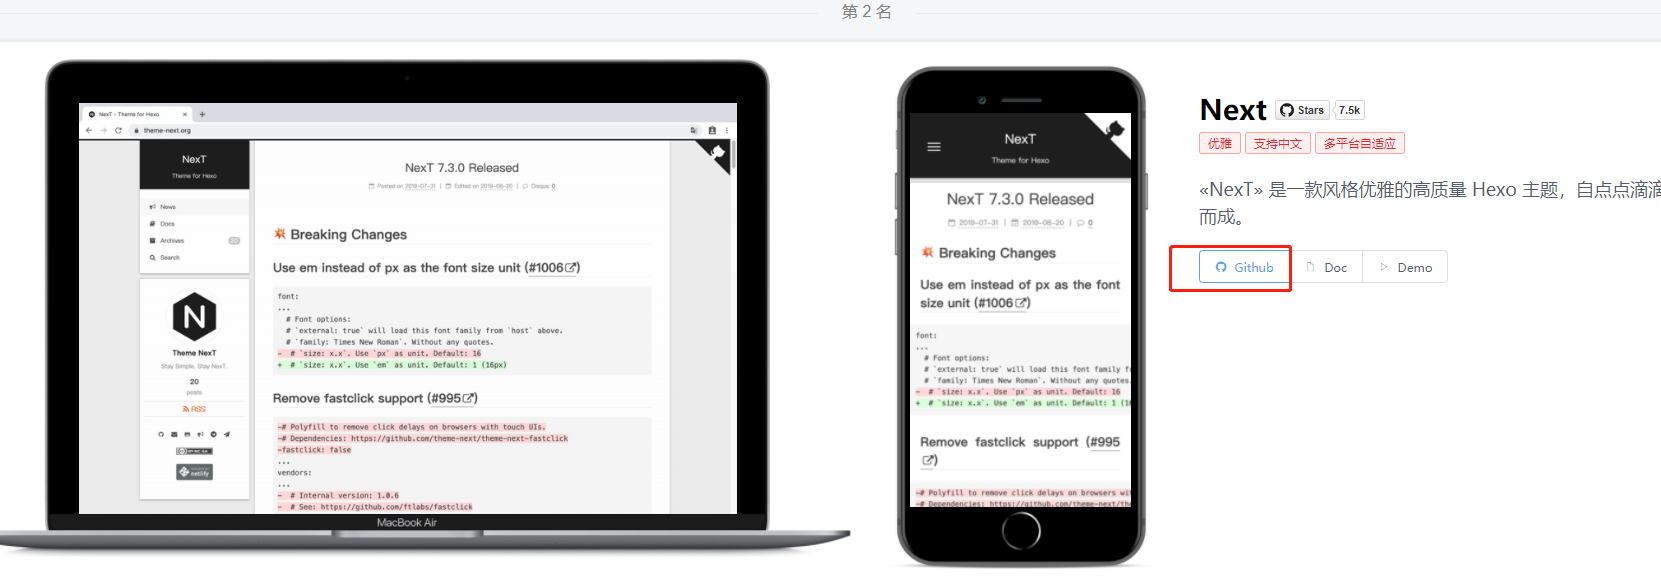 第 2 名
NexT - Theme for Hexo
theme-next.org
NexT
Theme for Hexo
News
Docs
Archives
20
Search
Theme NexT
Stay Simple. Stay NexT.
20
posts
RSS
netlify
NexT 7.3.0 Released
Posted on 2019-07-31 | Edited on 2019-08-20 | Disqus: 0
Breaking Changes
Use em instead of px as the font size unit (#1006)
font:
...
# Font options:
# `external: true` will load this font family from `host` above.
# `family: Times New Roman`. Without any quotes.
- # `size: x.x`. Use `px` as unit. Default: 16
+ # `size: x.x`. Use `em` as unit. Default: 1 (16px)
Remove fastclick support (#995)
-# Polyfill to remove click delays on browsers with touch UIs.
-# Dependencies: https://github.com/theme-next/theme-next-fastclick
-fastclick: false
...
vendors:
...
- # Internal version: 1.0.6
- # See: https://github.com/ftlabs/fastclick
MacBook Air
NexT
Theme for Hexo
NexT 7.3.0 Released
2019-07-31 | 2019-08-20 | 0
Breaking Changes
Use em instead of px as the font
size unit (#1006)
font:
...
# Font options:
# `external: true` will load this font family f
# `family: Times New Roman`. Without any quotes.
- # `size: x.x`. Use `px` as unit. Default: 16
+ # `size: x.x`. Use `em` as unit. Default: 1 (16
Remove fastclick support (#995
)
-# Polyfill to remove click delays on browsers wi
-# Dependencies: https://github.com/theme-next/the
Next Stars 7.5k
优雅 支持中文 多平台自适应
«NexT» 是一款风格优雅的高质量 Hexo 主题，自点点滴滴
而成。
Github Doc Demo